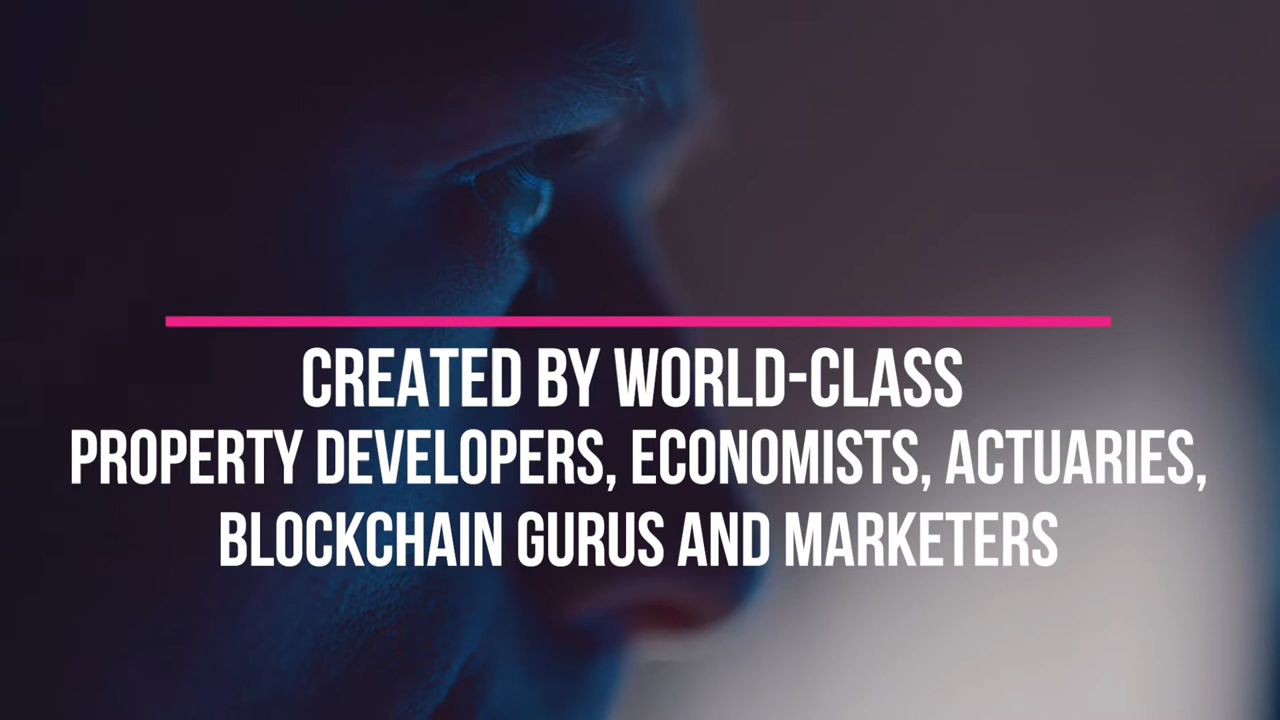 CREATED BY WORLD-CLASS
PROPERTY DEVELOPERS, ECONOMISTS, ACTUARIES,
BLOCKCHAIN GURUS AND MARKETERS